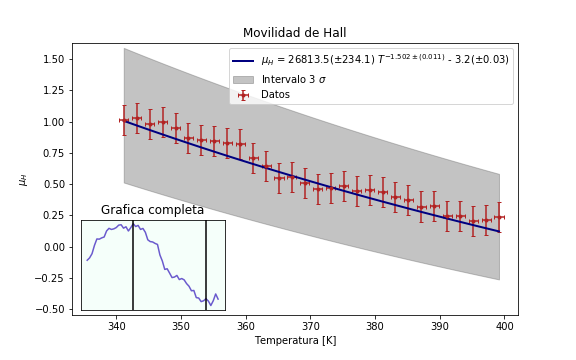 Movilidad de Hall
μH = 26813.5(±234.1) T^−1.502±(0.011) - 3.2(±0.03)
Intervalo 3 σ
Datos
1.50
1.25
1.00
0.75
0.50
0.25
0.00
−0.25
−0.50
μH
Grafica completa
340
350
360
370
380
390
400
Temperatura [K]